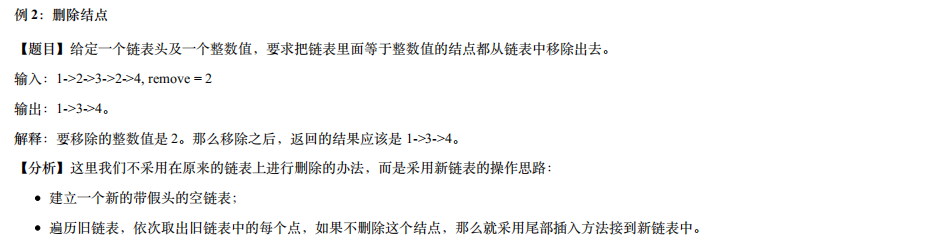 例 2：删除结点
【题目】给定一个链表头及一个整数值，要求把链表里面等于整数值的结点都从链表中移除出去。
输入：1->2->3->2->4, remove = 2
输出：1->3->4。
解释：要移除的整数值是 2。那么移除之后，返回的结果应该是 1->3->4。
【分析】这里我们不采用在原来的链表上进行删除的办法，而是采用新链表的操作思路：
• 建立一个新的带假头的空链表；
• 遍历旧链表，依次取出旧链表中的每个点，如果不删除这个结点，那么就采用尾部插入方法接到新链表中。